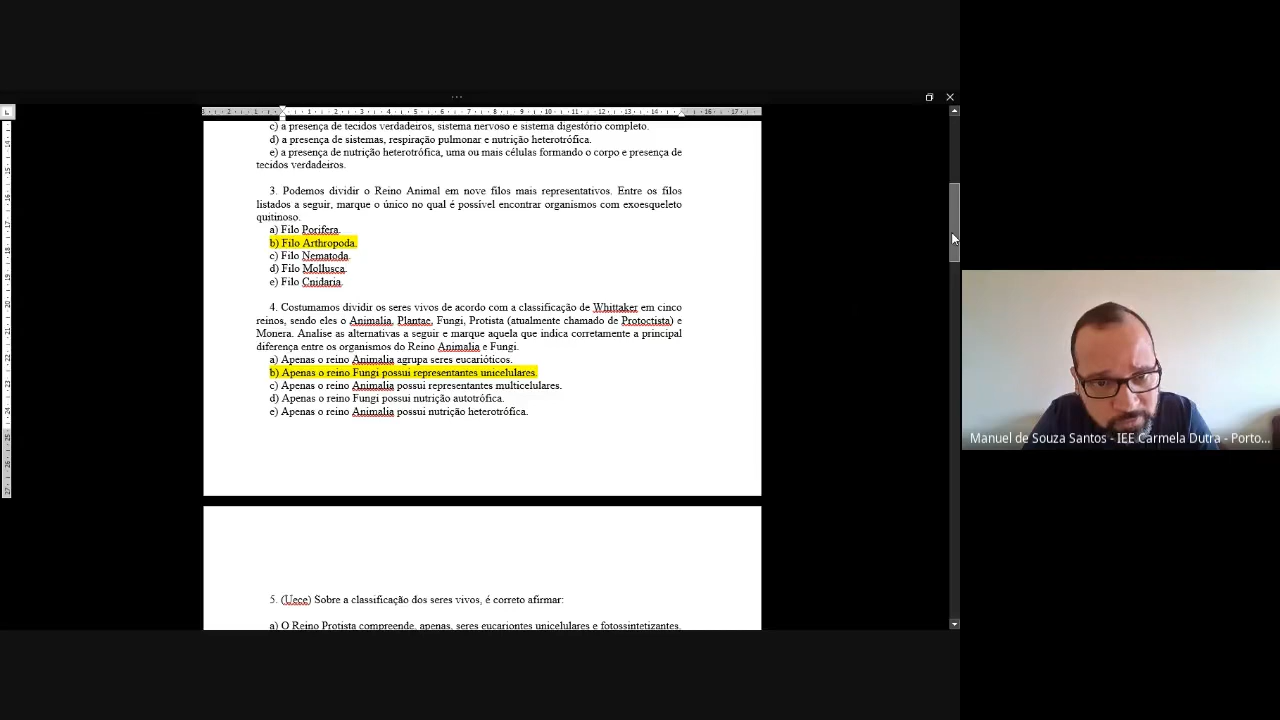 c) a presença de tecidos verdadeiros, sistema nervoso e sistema digestório completo.
d) a presença de sistemas, respiração pulmonar e nutrição heterotrófica.
e) a presença de nutrição heterotrófica, uma ou mais células formando o corpo e presença de
tecidos verdadeiros.
3. Podemos dividir o Reino Animal em nove filos mais representativos. Entre os filos
listados a seguir, marque o único no qual é possível encontrar organismos com exoesqueleto
quitinoso.
a) Filo Porifera.
b) Filo Arthropoda.
c) Filo Nematoda.
d) Filo Mollusca.
e) Filo Cnidaria.
4. Costumamos dividir os seres vivos de acordo com a classificação de Whittaker em cinco
reinos, sendo eles o Animalia, Plantae, Fungi, Protista (atualmente chamado de Protoctista) e
Monera. Analise as alternativas a seguir e marque aquela que indica corretamente a principal
diferença entre os organismos do Reino Animalia e Fungi.
a) Apenas o reino Animalia agrupa seres eucarióticos.
b) Apenas o reino Fungi possui representantes unicelulares.
c) Apenas o reino Animalia possui representantes multicelulares.
d) Apenas o reino Fungi possui nutrição autotrófica.
e) Apenas o reino Animalia possui nutrição heterotrófica.
Manuel de Souza Santos - IEE Carmela Dutra - Porto...
5. (Uece) Sobre a classificação dos seres vivos, é correto afirmar:
a) O Reino Protista compreende, apenas, seres eucariontes unicelulares e fotossintetizantes.